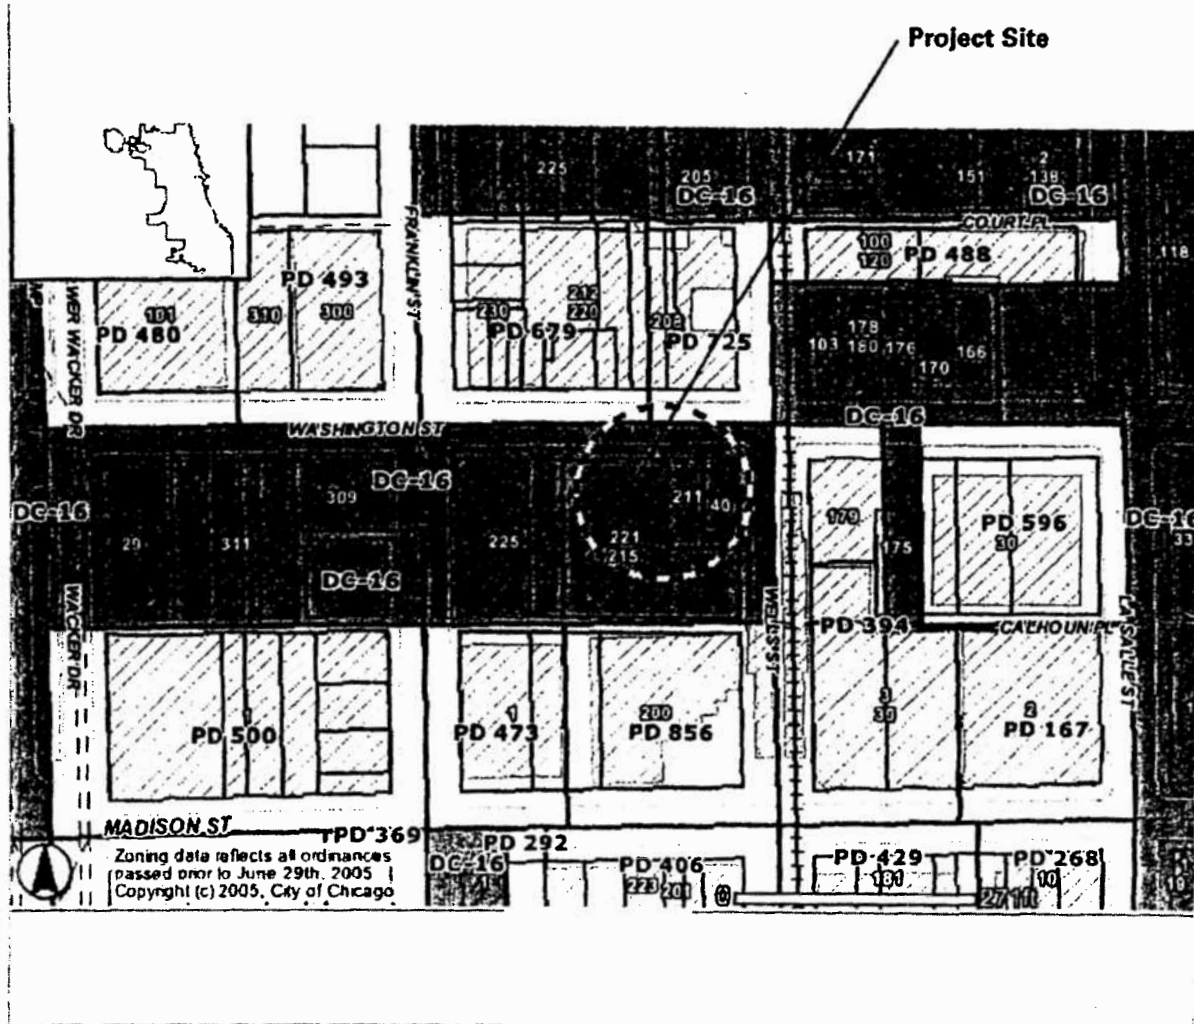 Project Site
225
205
DC-16
171
151
2
138
DC-16
COURT PL
118
FRANKLIN ST
PD 493
310
300
101
PD 480
230
212
220
PD 679
202
PD 725
100
120
PD 488
178
103 180 176
170
166
DC-16
WASHINGTON ST
309
DC-16
DC-16
29
311
225
211
40
221
215
DC-16
179
175
PD 596
30
DC-16
33
WACKER DR
WELLS ST
PD 394
CALHOUN PL
LA SALLE ST
1
PD 500
1
PD 473
200
PD 856
3
30
2
PD 167
MADISON ST
PD 369
PD 292
DC-16
PD 406
223
201
PD 429
181
PD 268
10
271 ft
Zoning data reflects all ordinances
passed prior to June 29th, 2005
Copyright (c) 2005, City of Chicago
0